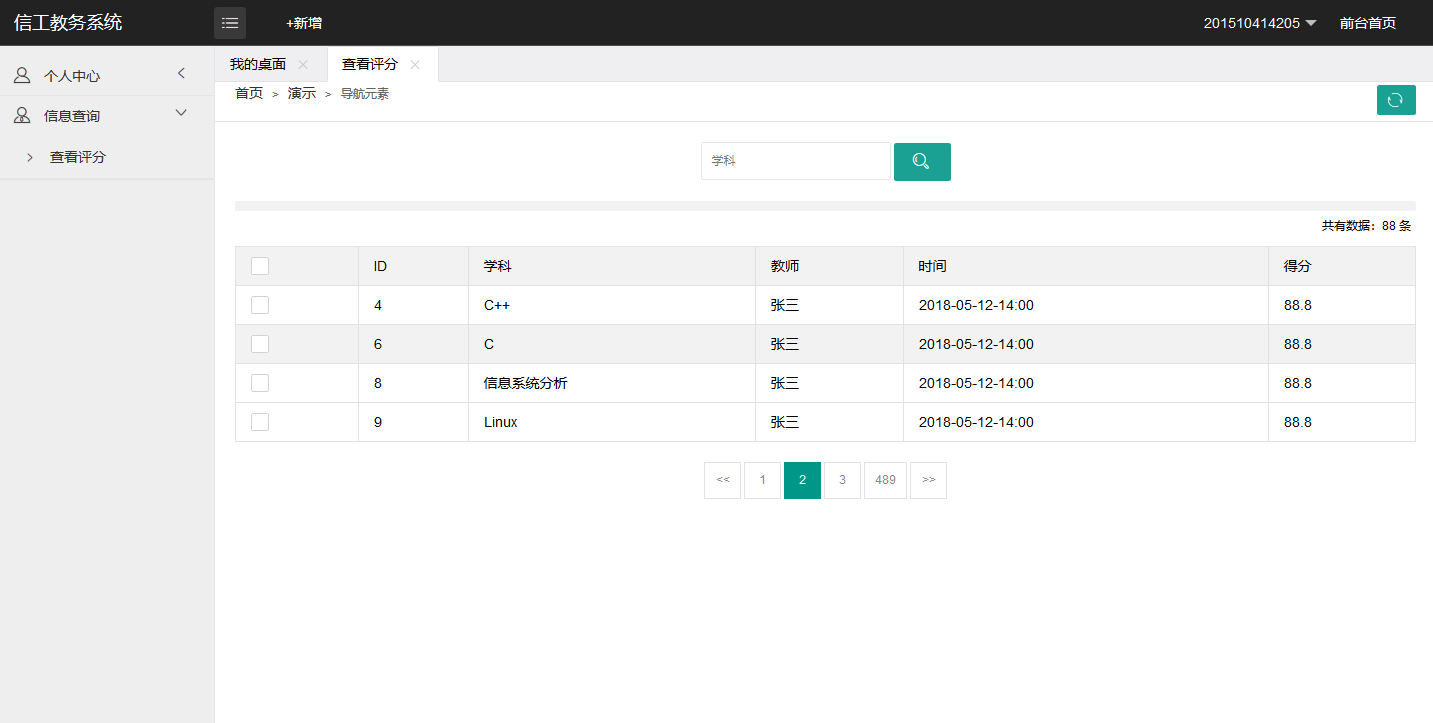 信工教务系统 +新增 201510414205 前台首页
个人中心
信息查询
查看评分
我的桌面 查看评分
首页 > 演示 > 导航元素
学科
共有数据：88 条
ID 学科 教师 时间 得分
4 C++ 张三 2018-05-12-14:00 88.8
6 C 张三 2018-05-12-14:00 88.8
8 信息系统分析 张三 2018-05-12-14:00 88.8
9 Linux 张三 2018-05-12-14:00 88.8
<< 1 2 3 489 >>